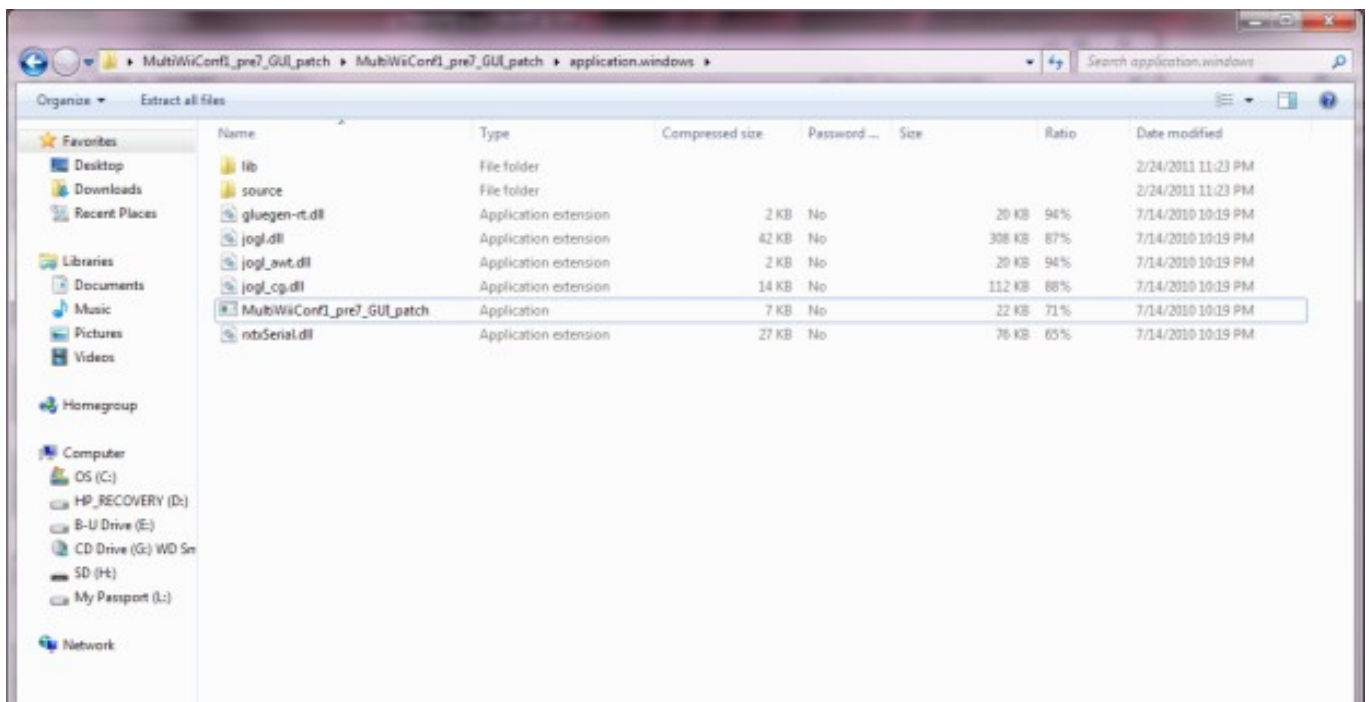 MultiWiiConf1_pre7_GUI_patch ▸ MultiWiiConf1_pre7_GUI_patch ▸ application.windows ▸
Search application.windows
Organize Extract all files
Name Type Compressed size Password ... Size Ratio Date modified
lib File folder 2/24/2011 11:23 PM
source File folder 2/24/2011 11:23 PM
gluegen-rt.dll Application extension 2 KB No 20 KB 94% 7/14/2010 10:19 PM
jogl.dll Application extension 42 KB No 308 KB 87% 7/14/2010 10:19 PM
jogl_awt.dll Application extension 2 KB No 20 KB 94% 7/14/2010 10:19 PM
jogl_cg.dll Application extension 14 KB No 112 KB 88% 7/14/2010 10:19 PM
MultiWiiConf1_pre7_GUI_patch Application 7 KB No 22 KB 71% 7/14/2010 10:19 PM
rxtxSerial.dll Application extension 27 KB No 76 KB 65% 7/14/2010 10:19 PM
Favorites
Desktop
Downloads
Recent Places
Libraries
Documents
Music
Pictures
Videos
Homegroup
Computer
OS (C:)
HP_RECOVERY (D:)
B-U Drive (E:)
CD Drive (G:) WD Sm
SD (H:)
My Passport (L:)
Network